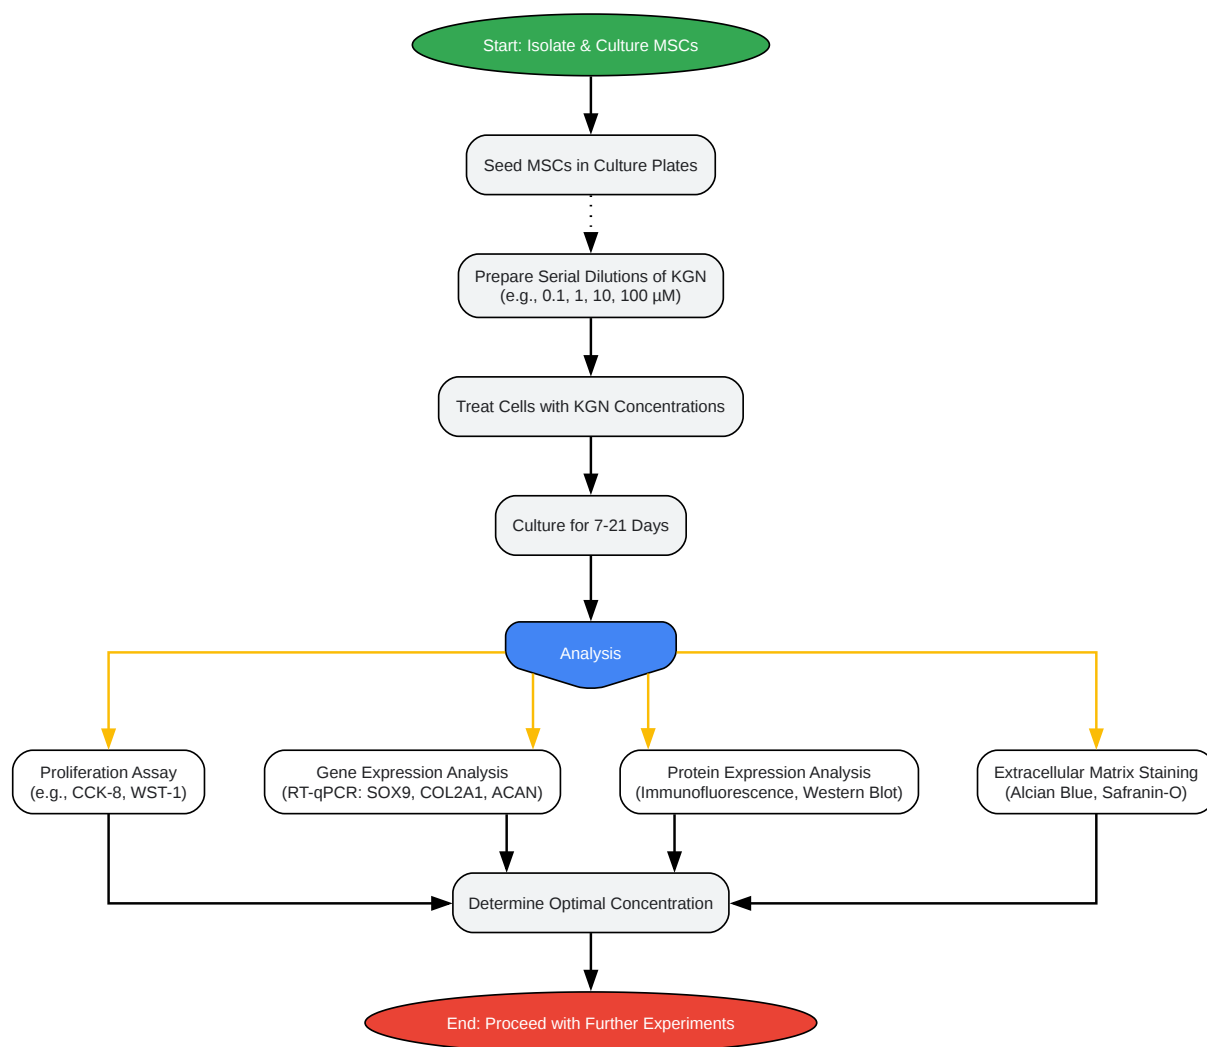 Start: Isolate & Culture MSCs
Seed MSCs in Culture Plates
Prepare Serial Dilutions of KGN
(e.g., 0.1, 1, 10, 100 µM)
Treat Cells with KGN Concentrations
Culture for 7-21 Days
Analysis
Proliferation Assay
(e.g., CCK-8, WST-1)
Gene Expression Analysis
(RT-qPCR: SOX9, COL2A1, ACAN)
Protein Expression Analysis
(Immunofluorescence, Western Blot)
Extracellular Matrix Staining
(Alcian Blue, Safranin-O)
Determine Optimal Concentration
End: Proceed with Further Experiments